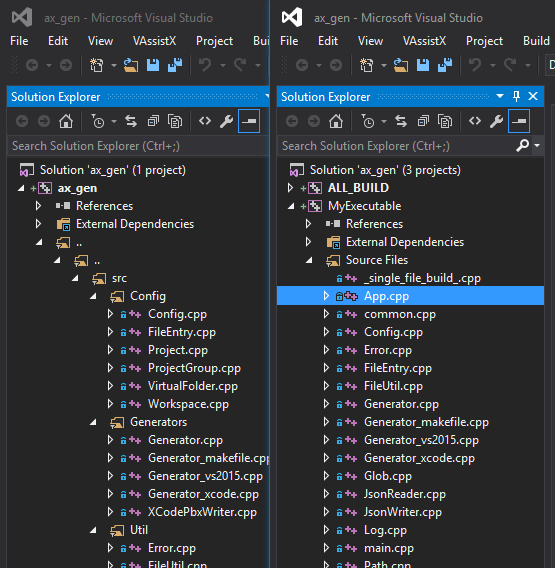 ax_gen - Microsoft Visual Studio
File Edit View VAssistX Project Buil
Solution Explorer
Search Solution Explorer (Ctrl+;)
Solution 'ax_gen' (1 project)
ax_gen
References
External Dependencies
..
..
src
Config
Config.cpp
FileEntry.cpp
Project.cpp
ProjectGroup.cpp
VirtualFolder.cpp
Workspace.cpp
Generators
Generator.cpp
Generator_makefile.cpp
Generator_vs2015.cpp
Generator_xcode.cpp
XCodePbxWriter.cpp
Util
Error.cpp
FileUtil.cpp
ax_gen - Microsoft Visual Studio
File Edit View VAssistX Project Build
D
Solution Explorer
Search Solution Explorer (Ctrl+;)
Solution 'ax_gen' (3 projects)
ALL_BUILD
MyExecutable
References
External Dependencies
Source Files
_single_file_build_.cpp
App.cpp
common.cpp
Config.cpp
Error.cpp
FileEntry.cpp
FileUtil.cpp
Generator.cpp
Generator_makefile.cpp
Generator_vs2015.cpp
Generator_xcode.cpp
Glob.cpp
JsonReader.cpp
JsonWriter.cpp
Log.cpp
main.cpp
Path.cpp